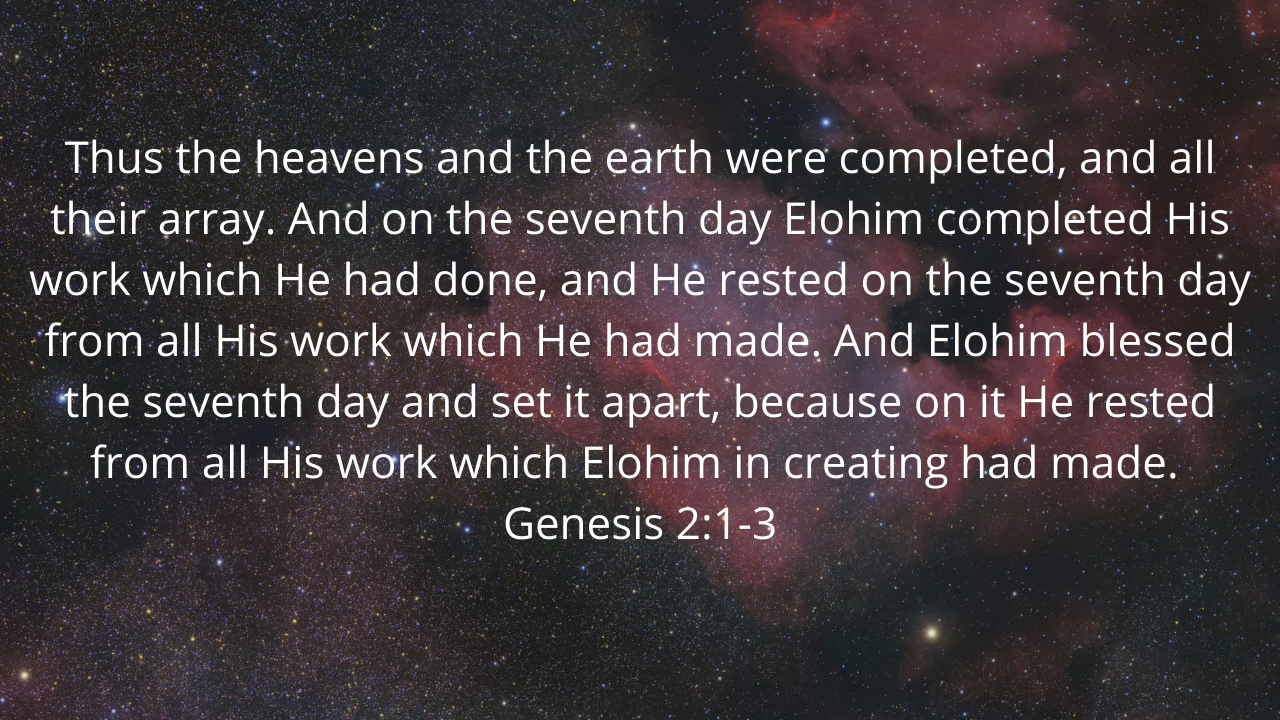 Thus the heavens and the earth were completed, and all
their array. And on the seventh day Elohim completed His
work which He had done, and He rested on the seventh day
from all His work which He had made. And Elohim blessed
the seventh day and set it apart, because on it He rested
from all His work which Elohim in creating had made.
Genesis 2:1-3